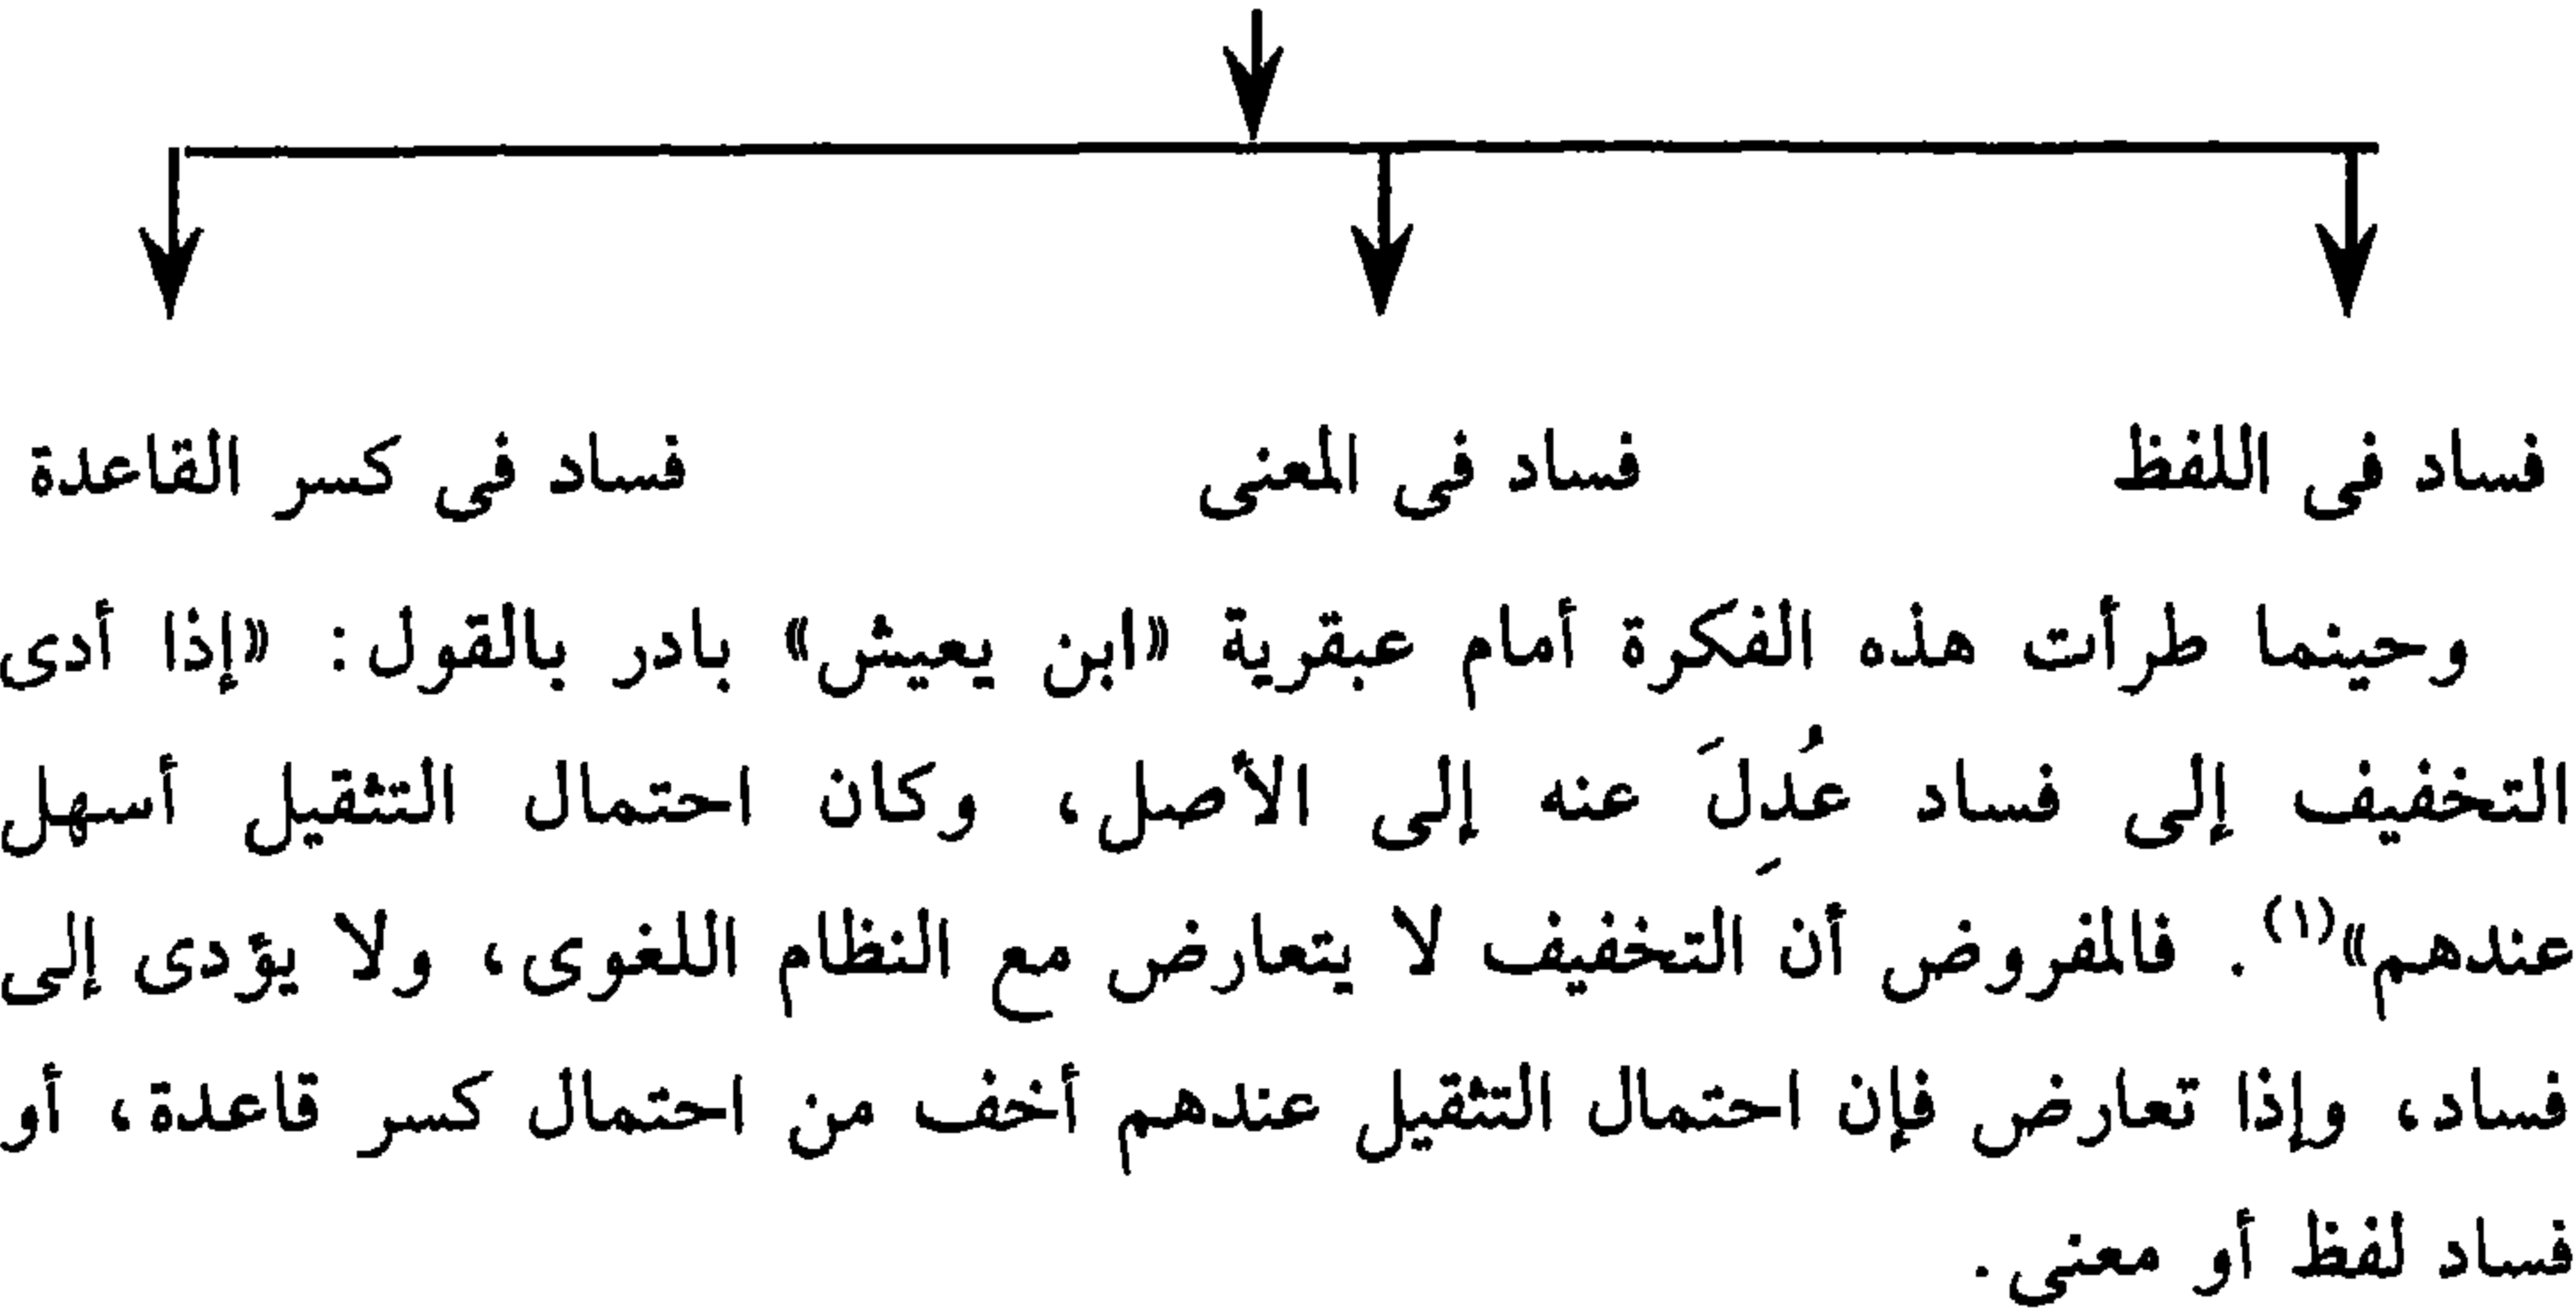 فساد فى اللفظ فساد فى المعنى فساد فى كسر القاعدة
وحينما طرأت هذه الفكرة أمام عبقرية «ابن يعيش» بادر بالقول: «إذا أدى
التخفيف إلى فساد عُدِلَ عنه إلى الأصل، وكان احتمال التثقيل أسهل
عندهم»(١). فالمفروض أن التخفيف لا يتعارض مع النظام اللغوى، ولا يؤدى إلى
فساد، وإذا تعارض فإن احتمال التثقيل عندهم أخف من احتمال كسر قاعدة، أو
فساد لفظ أو معنى.